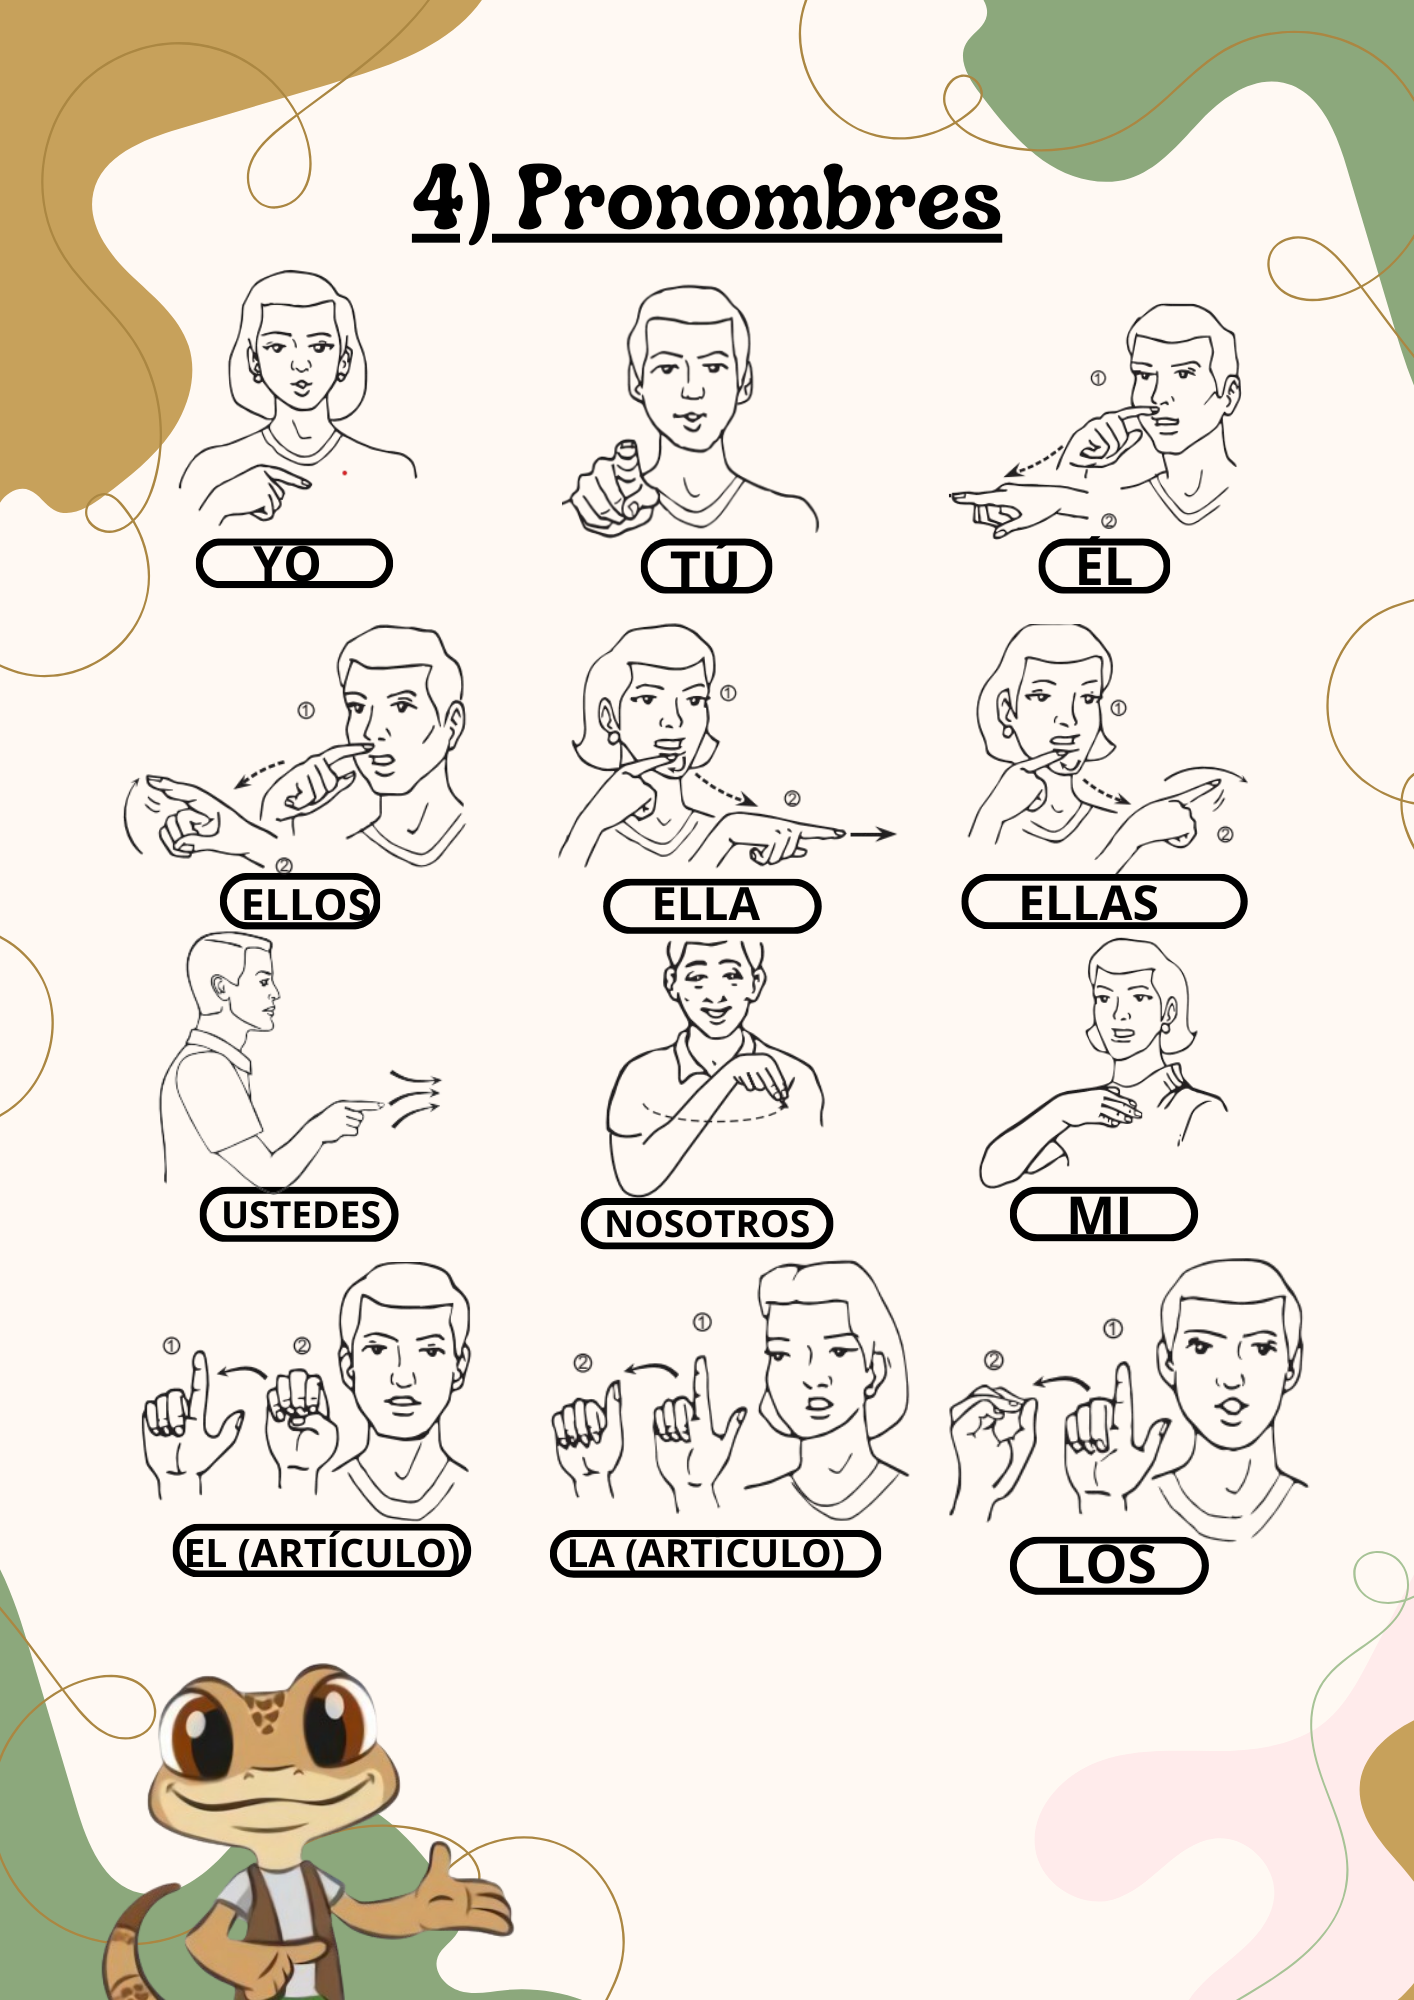 4) Pronombres
YO
TÚ
①
②
ÉL
①
②
ELLOS
①
②
ELLA
①
②
ELLAS
USTEDES
NOSOTROS
MI
①
②
EL (ARTÍCULO)
①
②
LA (ARTICULO)
①
②
LOS